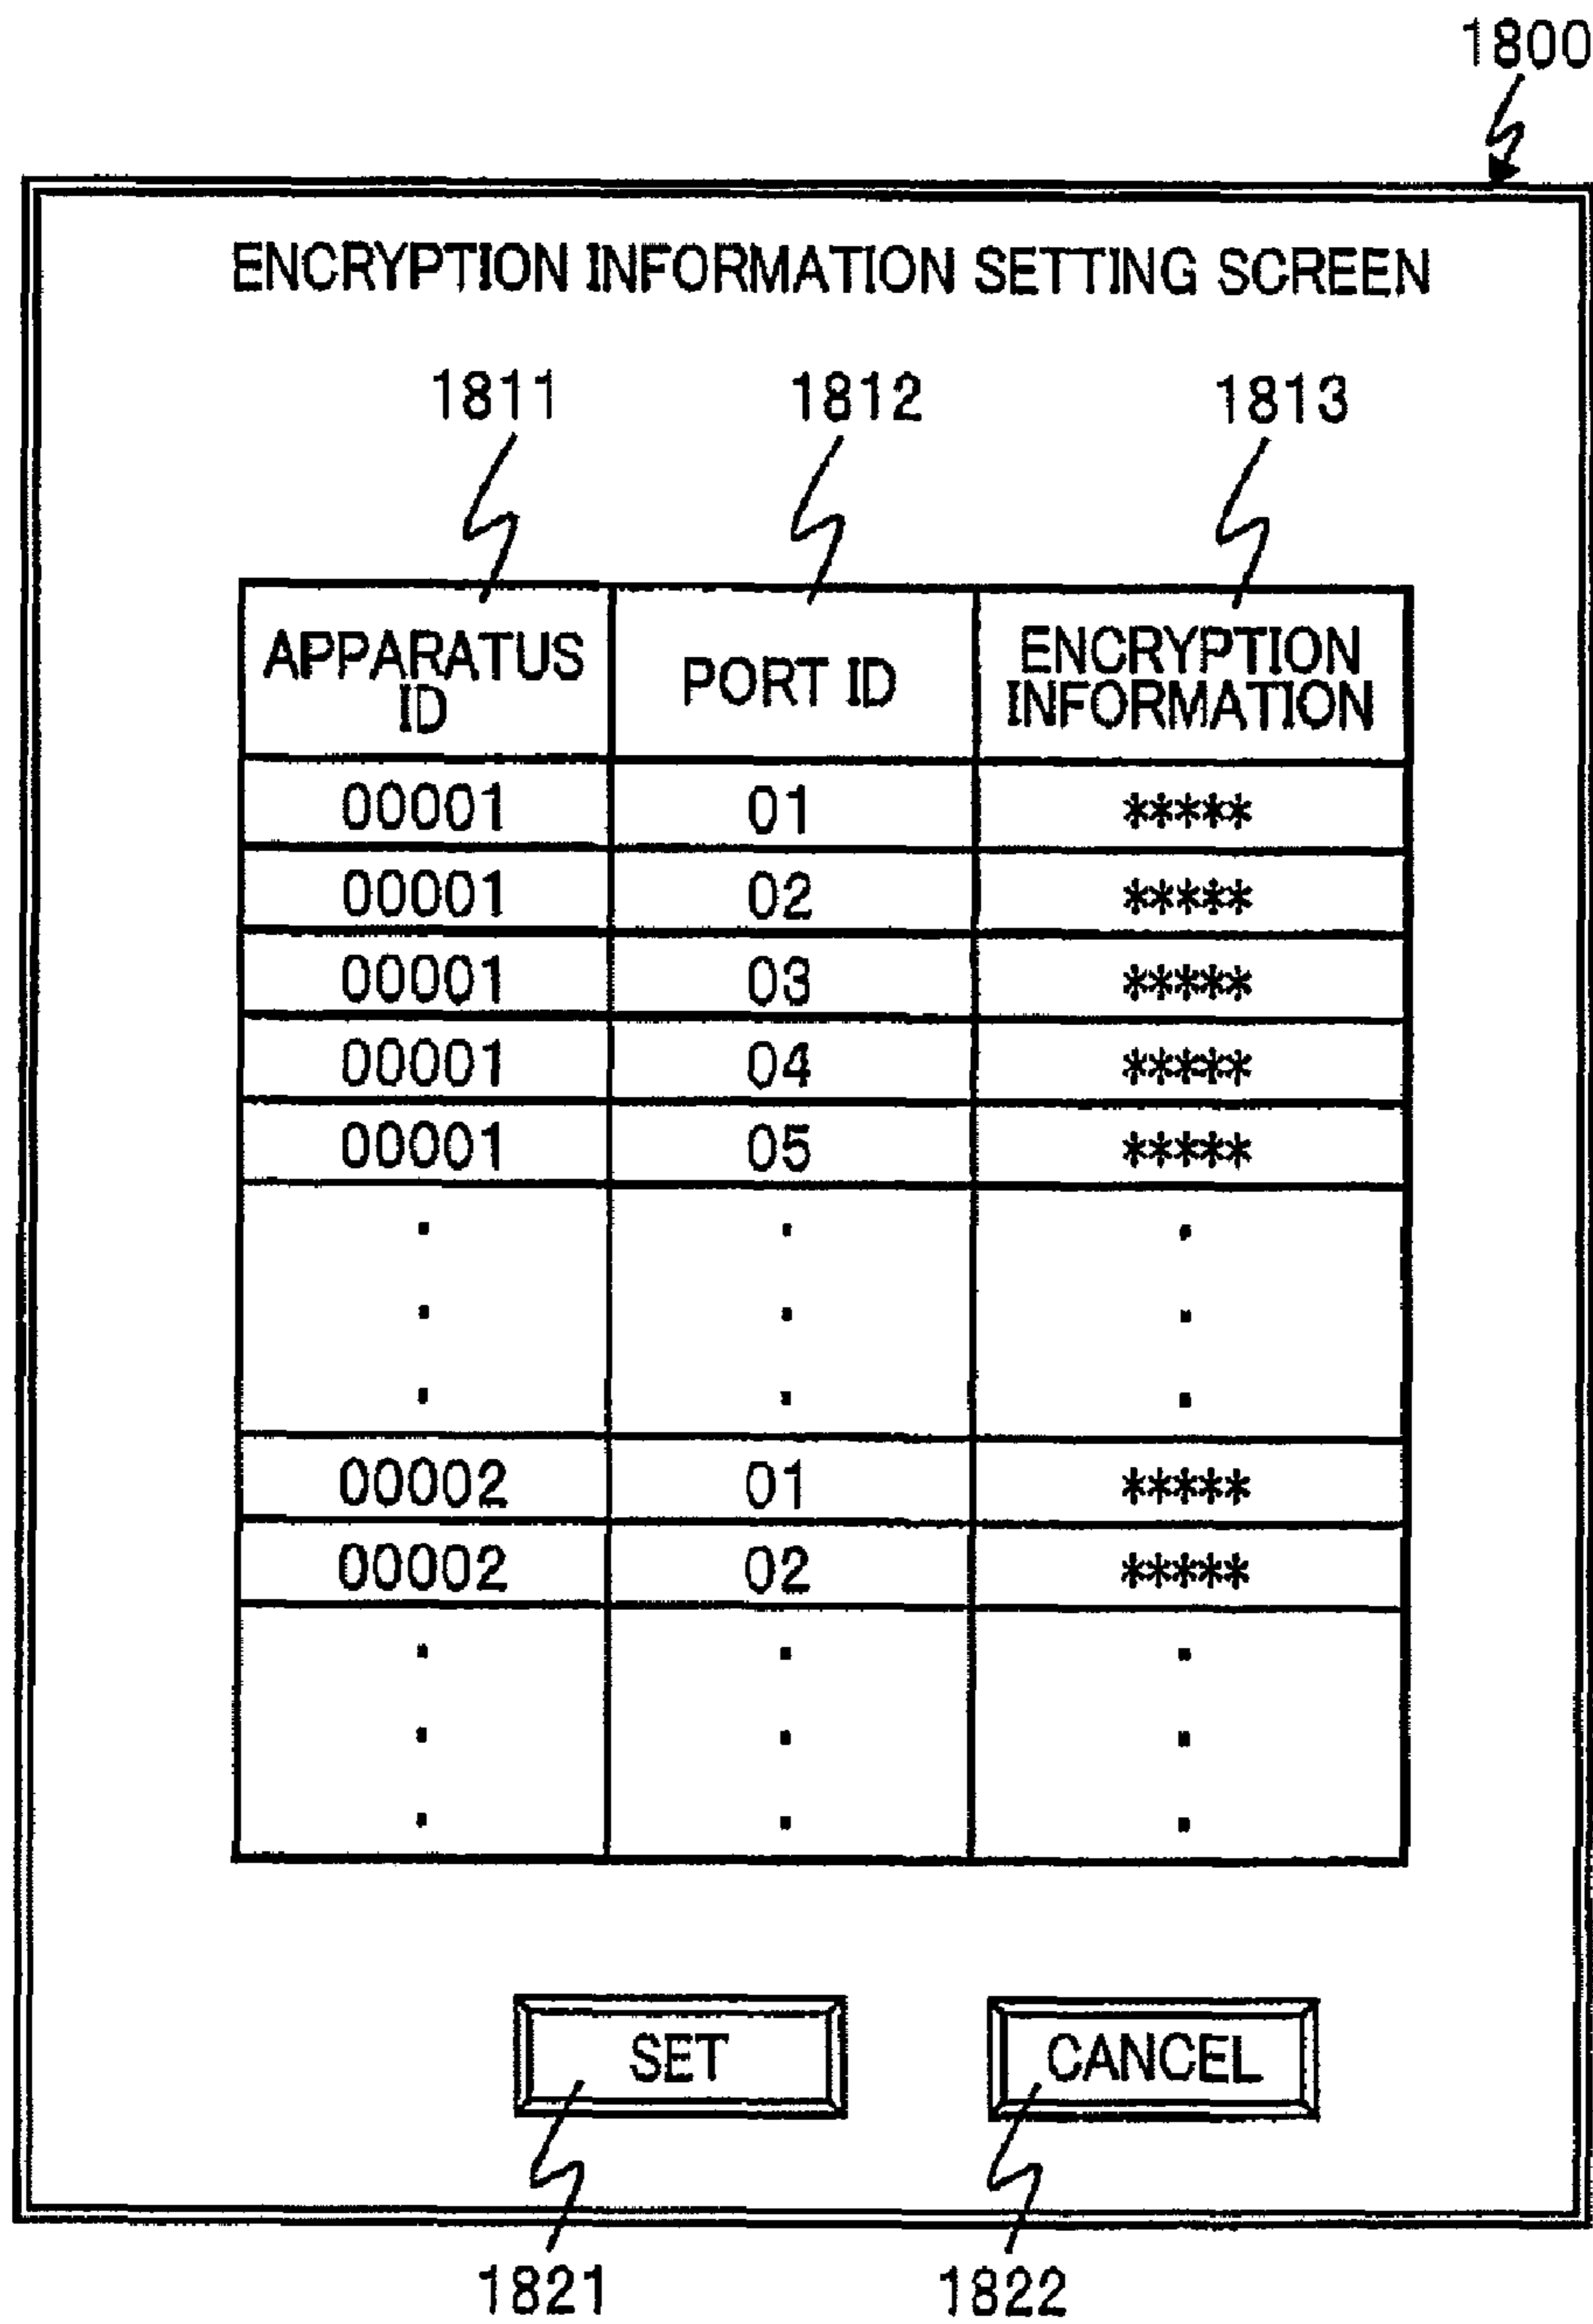 1800
ENCRYPTION INFORMATION SETTING SCREEN
1811 1812 1813
APPARATUS ID PORT ID ENCRYPTION INFORMATION
00001 01 *****
00001 02 *****
00001 03 *****
00001 04 *****
00001 05 *****
. . .
. . .
. . .
00002 01 *****
00002 02 *****
. . .
. . .
. . .
SET CANCEL
1821 1822